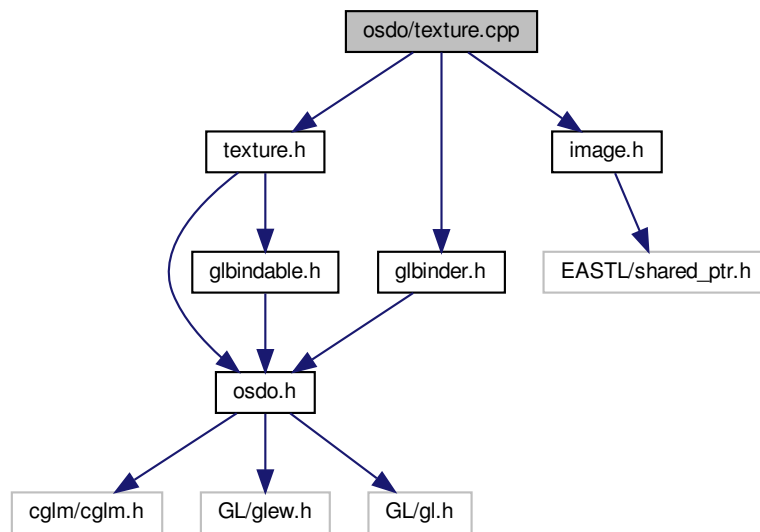 osdo/texture.cpp
texture.h
image.h
glbindable.h
glbinder.h
EASTL/shared_ptr.h
osdo.h
cglm/cglm.h
GL/glew.h
GL/gl.h